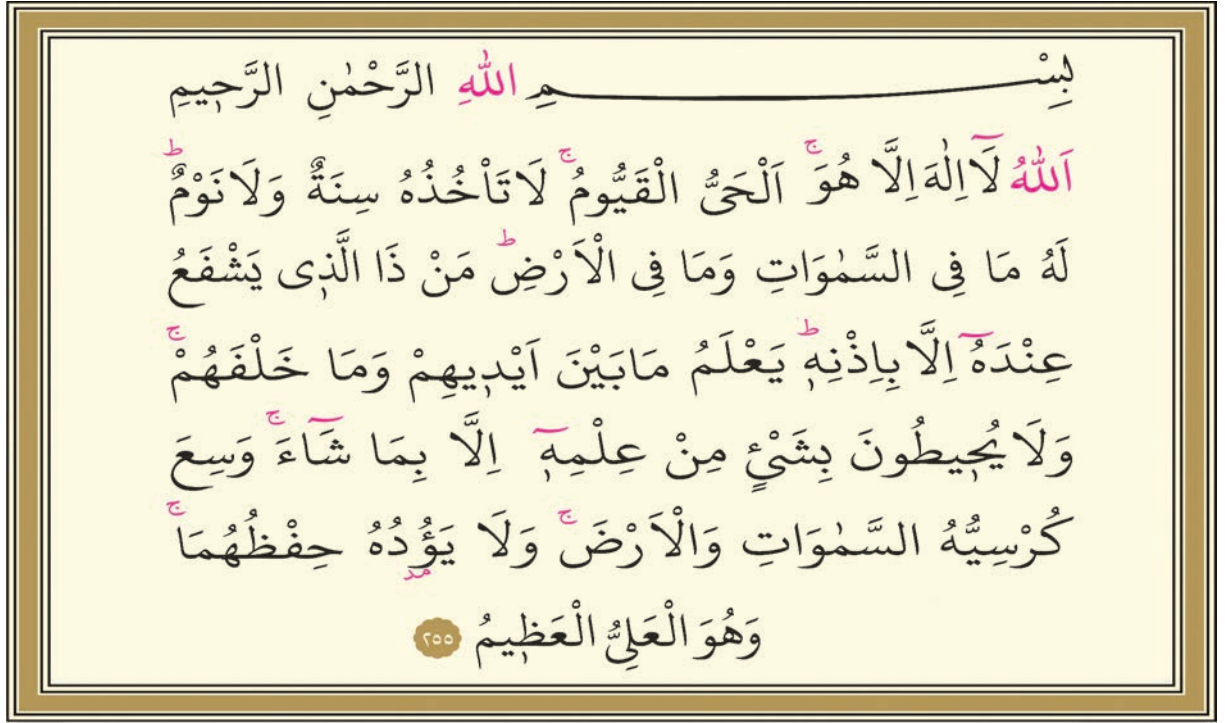 بِسْمِ اللّٰهِ الرَّحْمٰنِ الرَّحٖيمِ
اَللّٰهُ لَٓا اِلٰهَ اِلَّا هُوَۚ اَلْحَىُّ الْقَيُّومُۚ لَا تَاْخُذُهُ سِنَةٌ وَلَا نَوْمٌؕ
لَهُ مَا فِى السَّمٰوَاتِ وَمَا فِى الْاَرْضِؕ مَنْ ذَا الَّذٖى يَشْفَعُ
عِنْدَهُٓ اِلَّا بِاِذْنِهٖؕ يَعْلَمُ مَا بَيْنَ اَيْدٖيهِمْ وَمَا خَلْفَهُمْۚ
وَلَا يُحٖيطُونَ بِشَىْءٍ مِنْ عِلْمِهٖٓ اِلَّا بِمَا شَٓاءَۚ وَسِعَ
كُرْسِيُّهُ السَّمٰوَاتِ وَالْاَرْضَۚ وَلَا يَؤُدُهُ حِفْظُهُمَاۚ
مد
وَهُوَ الْعَلِىُّ الْعَظٖيمُ ٢٥٥